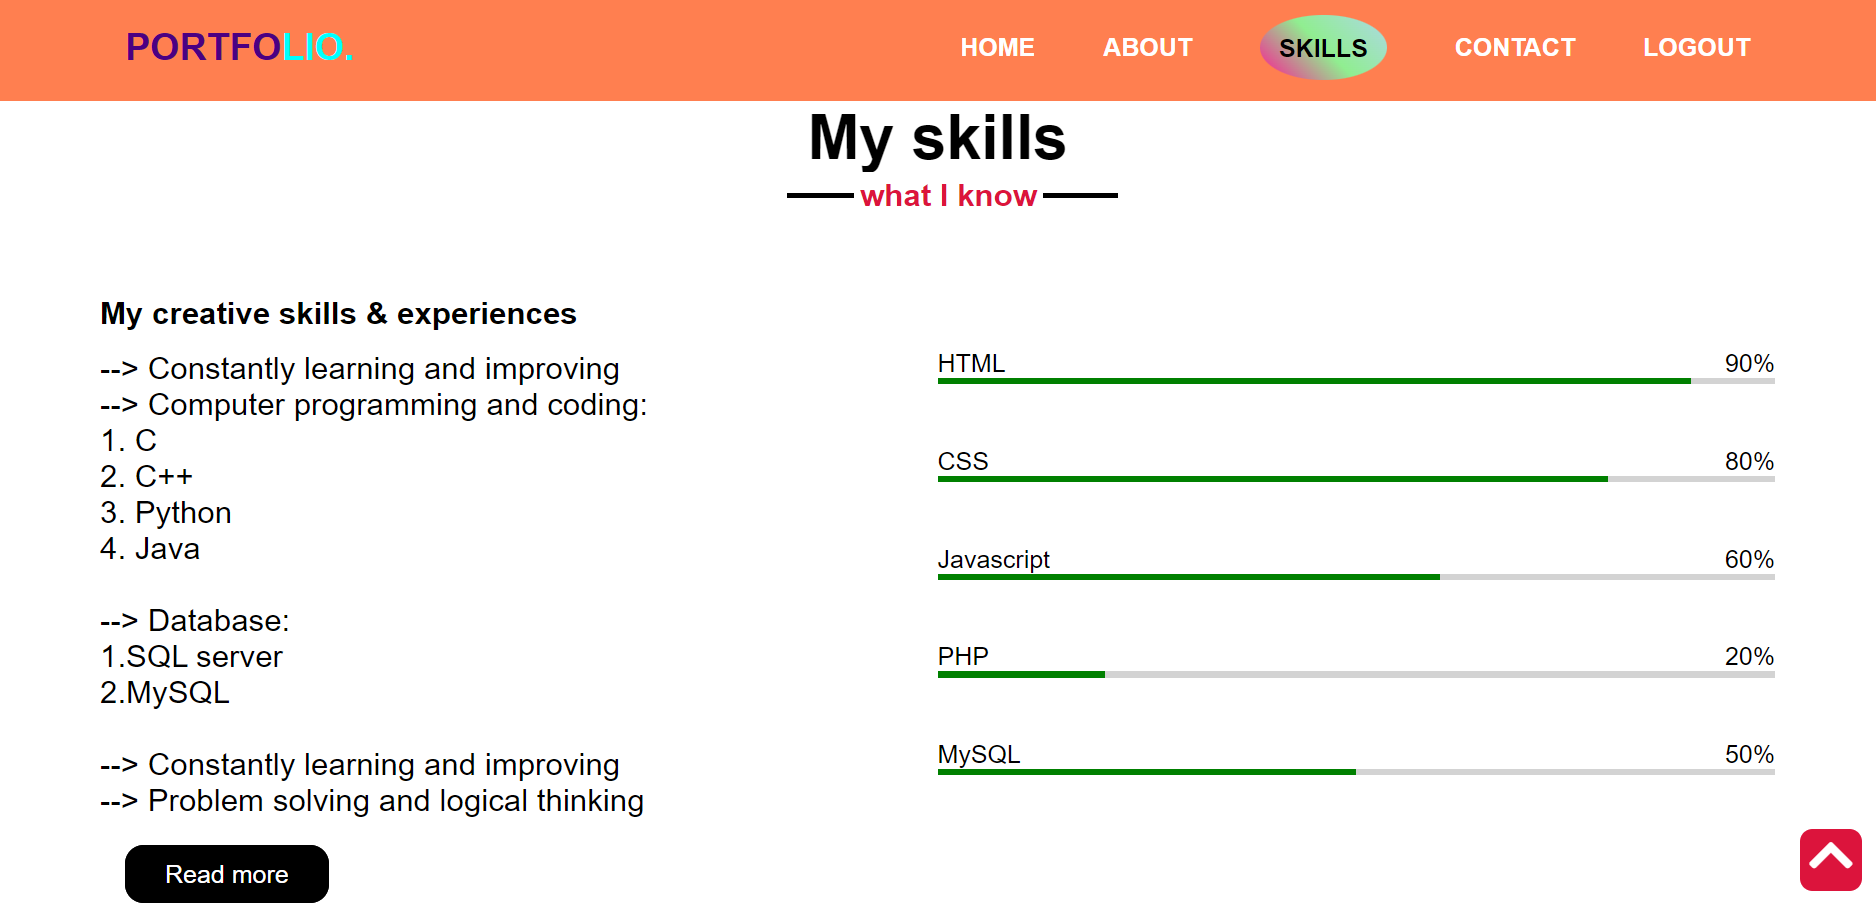 PORTFOLIO.
HOME ABOUT SKILLS CONTACT LOGOUT
My skills
what I know
My creative skills & experiences
--> Constantly learning and improving
--> Computer programming and coding:
1. C
2. C++
3. Python
4. Java
--> Database:
1.SQL server
2.MySQL
--> Constantly learning and improving
--> Problem solving and logical thinking
Read more
HTML 90%
CSS 80%
Javascript 60%
PHP 20%
MySQL 50%